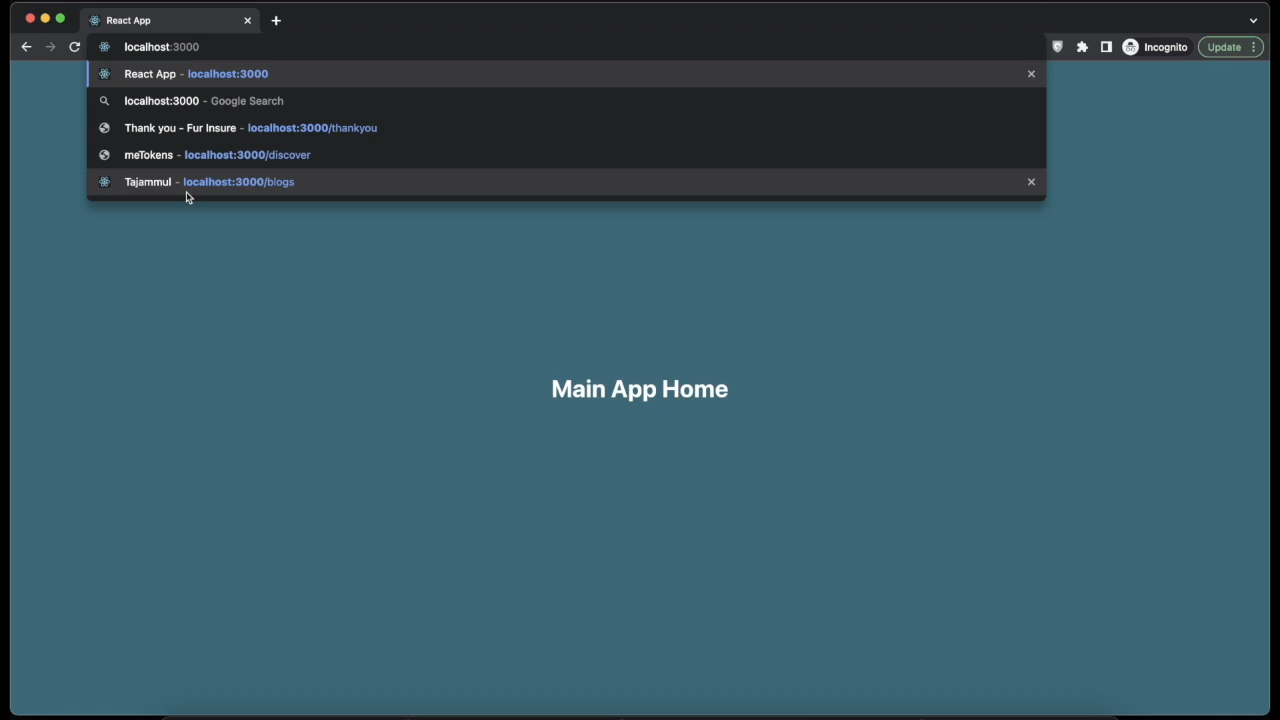 React App
localhost:3000
Incognito
Update
React App - localhost:3000
localhost:3000 - Google Search
Thank you - Fur Insure - localhost:3000/thankyou
meTokens - localhost:3000/discover
Tajammul - localhost:3000/blogs
Main App Home